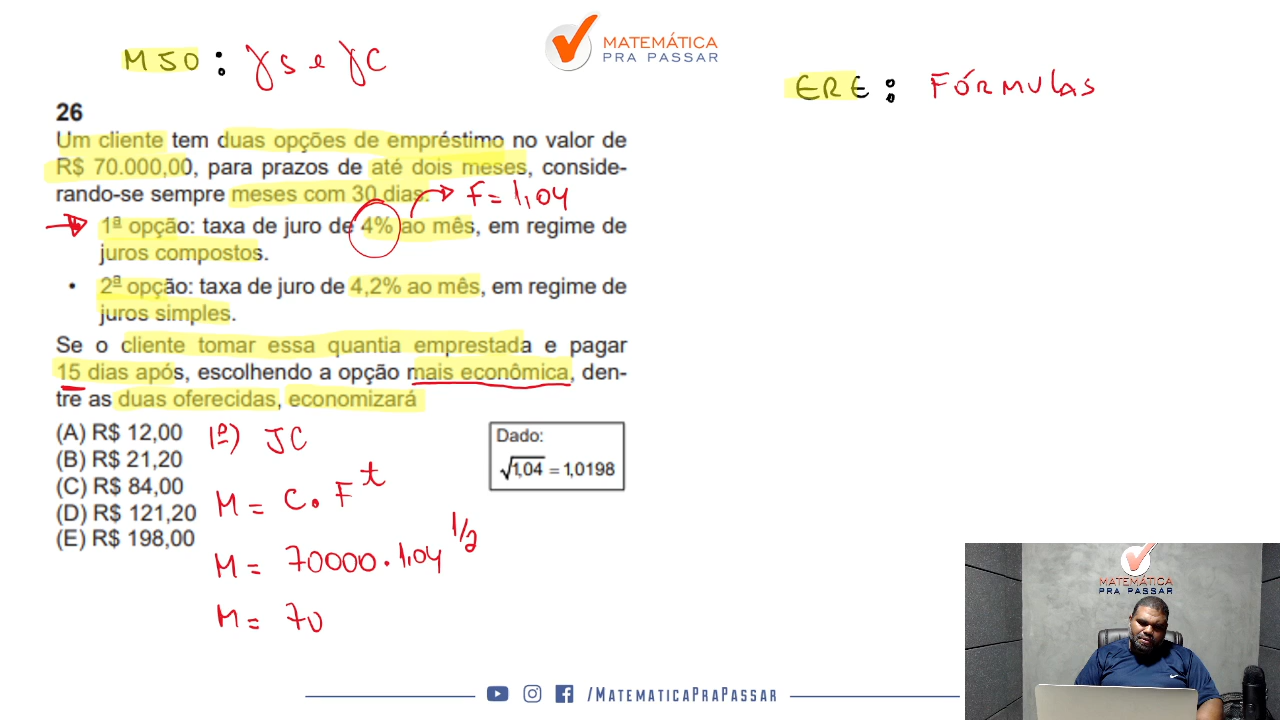 M50 : JS e JC
MATEMÁTICA
PRA PASSAR
ERE : FÓRMULAS
26
Um cliente tem duas opções de empréstimo no valor de
R$ 70.000,00, para prazos de até dois meses, conside-
rando-se sempre meses com 30 dias.
F = 1,04
1ª opção: taxa de juro de 4% ao mês, em regime de
juros compostos.
• 2ª opção: taxa de juro de 4,2% ao mês, em regime de
juros simples.
Se o cliente tomar essa quantia emprestada e pagar
15 dias após, escolhendo a opção mais econômica, den-
tre as duas oferecidas, economizará
(A) R$ 12,00
(B) R$ 21,20
(C) R$ 84,00
(D) R$ 121,20
(E) R$ 198,00
1º) JC
M = C . F^t
M = 70000 . 1,04^1/2
M = 70
Dado:
√1,04 = 1,0198
MATEMÁTICA
PRA PASSAR
/MATEMATICAPRAPASSAR